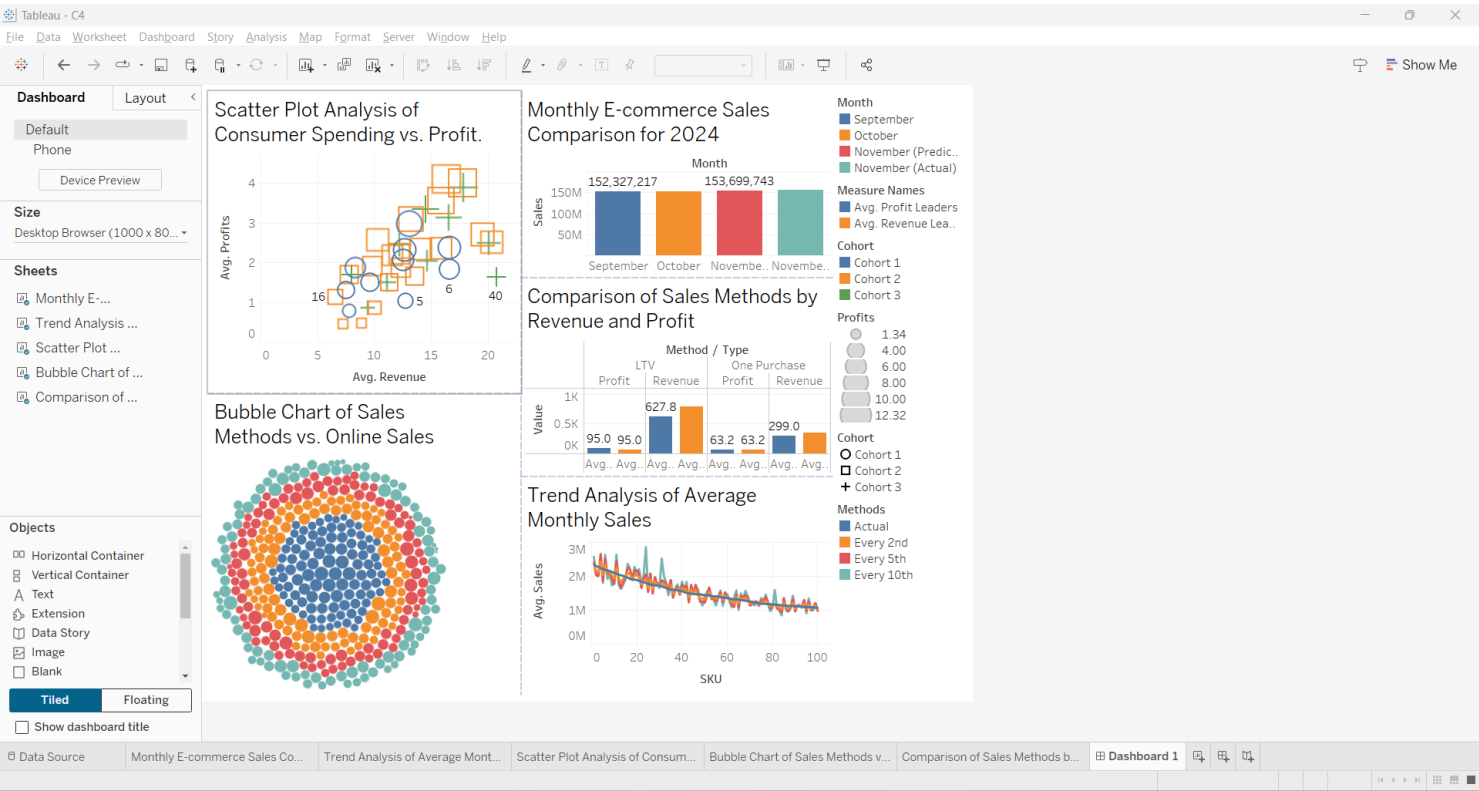 Tableau - C4
File Data Worksheet Dashboard Story Analysis Map Format Server Window Help
Show Me
Dashboard Layout
Default
Phone
Device Preview
Size
Desktop Browser (1000 x 80...
Sheets
Monthly E-...
Trend Analysis ...
Scatter Plot ...
Bubble Chart of ...
Comparison of ...
Objects
Horizontal Container
Vertical Container
Text
Extension
Data Story
Image
Blank
Tiled Floating
Show dashboard title
Scatter Plot Analysis of
Consumer Spending vs. Profit.
4
3
2
1
0
Avg. Profits
16
5
6
40
0 5 10 15 20
Avg. Revenue
Bubble Chart of Sales
Methods vs. Online Sales
Monthly E-commerce Sales
Comparison for 2024
Month
152,327,217 153,699,743
150M
100M
50M
Sales
September October Novembe.. Novembe..
Comparison of Sales Methods by
Revenue and Profit
Method / Type
LTV One Purchase
Profit Revenue Profit Revenue
1K
0.5K
0K
Value
95.0 95.0 627.8 63.2 63.2 299.0
Avg.. Avg.. Avg.. Avg.. Avg.. Avg.. Avg.. Avg..
Trend Analysis of Average
Monthly Sales
3M
2M
1M
0M
Avg. Sales
0 20 40 60 80 100
SKU
Month
September
October
November (Predic..
November (Actual)
Measure Names
Avg. Profit Leaders
Avg. Revenue Lea..
Cohort
Cohort 1
Cohort 2
Cohort 3
Profits
1.34
4.00
6.00
8.00
10.00
12.32
Cohort
Cohort 1
Cohort 2
Cohort 3
Methods
Actual
Every 2nd
Every 5th
Every 10th
Data Source Monthly E-commerce Sales Co... Trend Analysis of Average Mont... Scatter Plot Analysis of Consum... Bubble Chart of Sales Methods v... Comparison of Sales Methods b... Dashboard 1